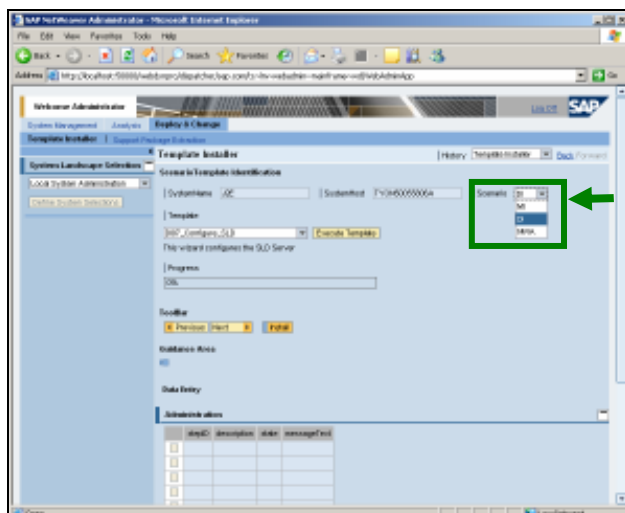 SAP NetWeaver Administrator - Microsoft Internet Explorer
File Edit View Favorites Tools Help
Back Search Favorites
Address Go
Welcome Administrator
Log Off SAP
System Management Analysis Deploy & Change
Template Installer Support Package Extraction
Template Installer History: Template Installer Back Forward
Systems Landscape Selection
Scenario Template Identification
Local System Administration
SystemName SystemHost Scenario DI
Define System Selections
MI
DI
Template
Execute Template
This wizard configures the SLD Server
Progress
0%
ToolBar
Previous Next Install
Guidance Area
Data Entry
Administration
stepID description state messageText